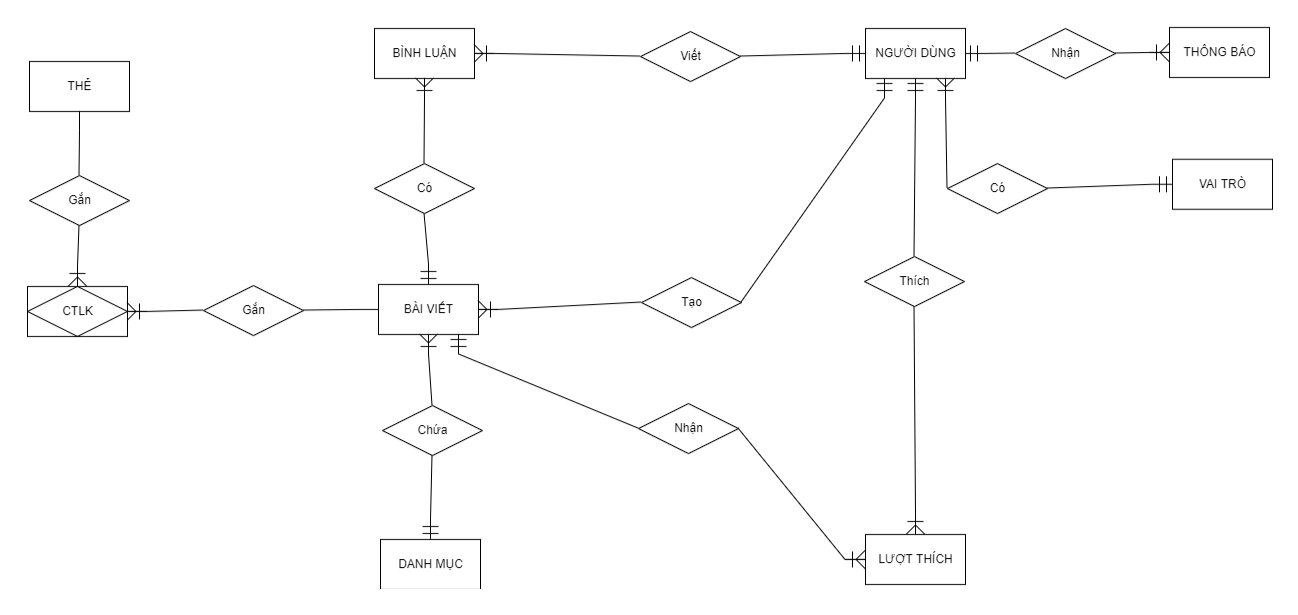 BÌNH LUẬN
Viết
NGƯỜI DÙNG
Nhận
THÔNG BÁO
THẺ
Gắn
Có
Có
VAI TRÒ
CTLK
Gắn
BÀI VIẾT
Tạo
Thích
Chứa
Nhận
DANH MỤC
LƯỢT THÍCH